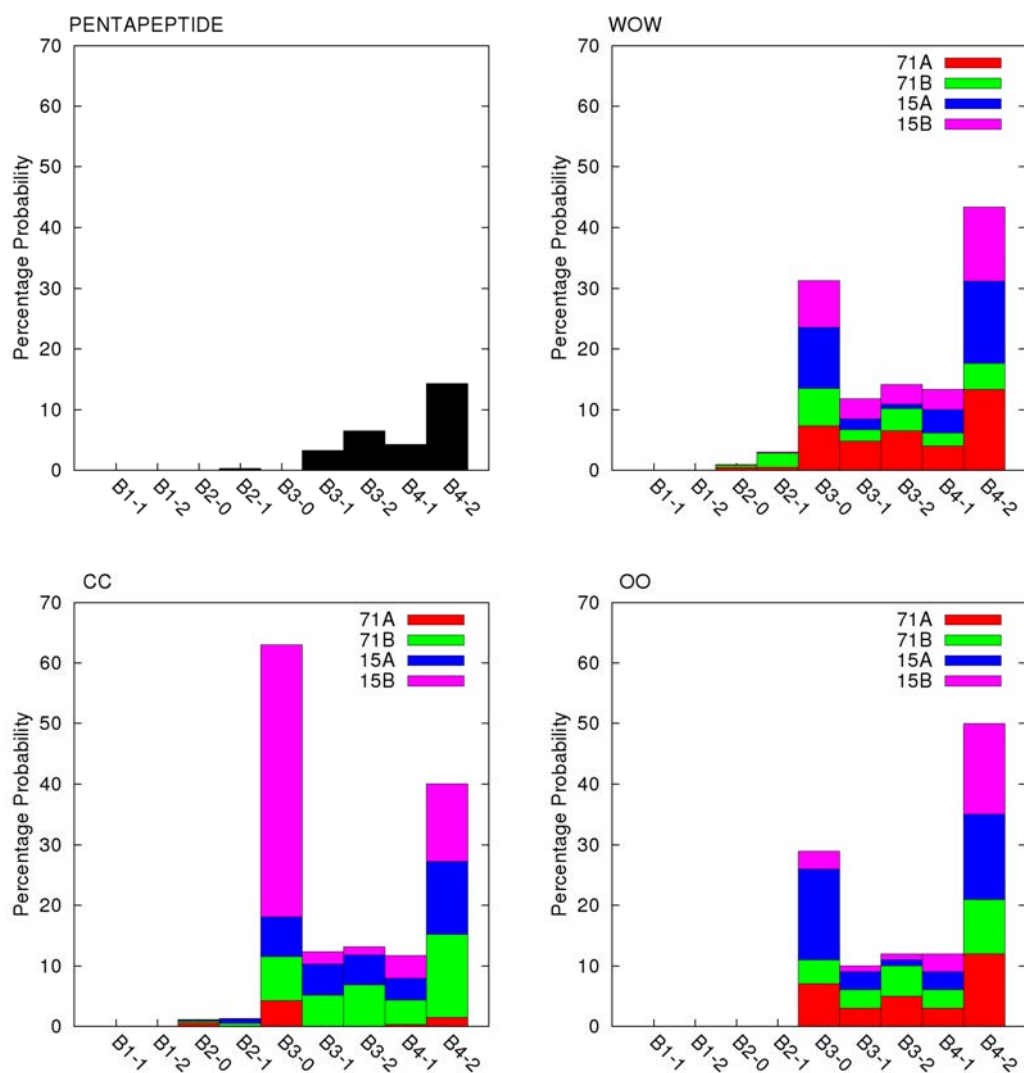 PENTAPEPTIDE
70
60
50
40
30
20
10
0
Percentage Probability
B1-1
B1-2
B2-0
B2-1
B3-0
B3-1
B3-2
B4-1
B4-2
WOW
70
60
50
40
30
20
10
0
Percentage Probability
71A
71B
15A
15B
B1-1
B1-2
B2-0
B2-1
B3-0
B3-1
B3-2
B4-1
B4-2
CC
70
60
50
40
30
20
10
0
Percentage Probability
71A
71B
15A
15B
B1-1
B1-2
B2-0
B2-1
B3-0
B3-1
B3-2
B4-1
B4-2
OO
70
60
50
40
30
20
10
0
Percentage Probability
71A
71B
15A
15B
B1-1
B1-2
B2-0
B2-1
B3-0
B3-1
B3-2
B4-1
B4-2